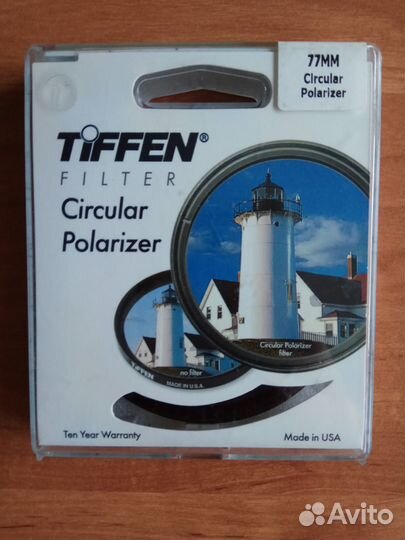 77MM
Circular
Polarizer
TIFFEN®
FILTER
Circular
Polarizer
Circular Polarizer
filter
no filter
TIFFEN
MADE IN U.S.A.
Ten Year Warranty
Made in USA
Avito